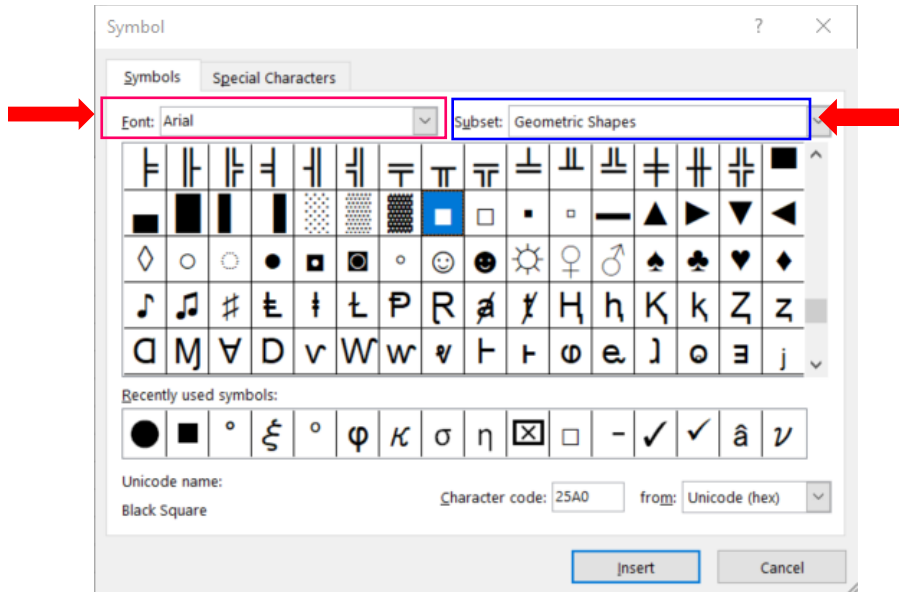 Symbol ? ×
Symbols Special Characters
Font: Arial Subset: Geometric Shapes
╞ ╟ ╠ ╡ ╢ ╣ ╤ ╥ ╦ ╧ ╨ ╩ ╪ ╫ ╬ ▀
▄ █ ▌ ▐ ░ ▒ ▓ ■ □ ▪ ▫ ▬ ▲ ► ▼ ◄
◊ ○ ◌ ● ◘ ◙ ◦ ☺ ☻ ☼ ♀ ♂ ♠ ♣ ♥ ♦
♪ ♫ ♯ Ⱡ ⱡ Ɫ Ᵽ Ɽ ⱥ ⱦ Ⱨ ⱨ Ⱪ ⱪ Ⱬ ⱬ
Ɑ Ɱ Ɐ Ɒ ⱱ Ⱳ ⱳ ⱴ Ⱶ ⱶ ⱷ ⱸ ⱹ ⱺ ⱻ ⱼ
Recently used symbols:
● ■ ° ξ º φ κ σ η ☒ □ - ✓ ✓ â ν
Unicode name:
Black Square
Character code: 25A0 from: Unicode (hex)
Insert Cancel